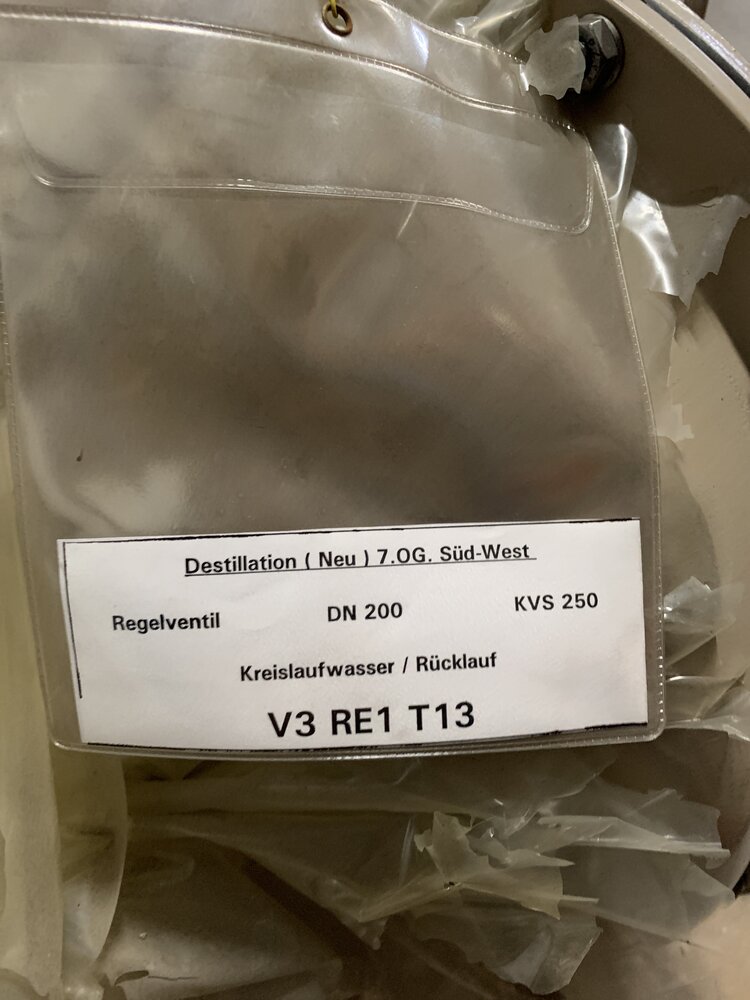 Destillation ( Neu ) 7.OG. Süd-West
Regelventil DN 200 KVS 250
Kreislaufwasser / Rücklauf
V3 RE1 T13